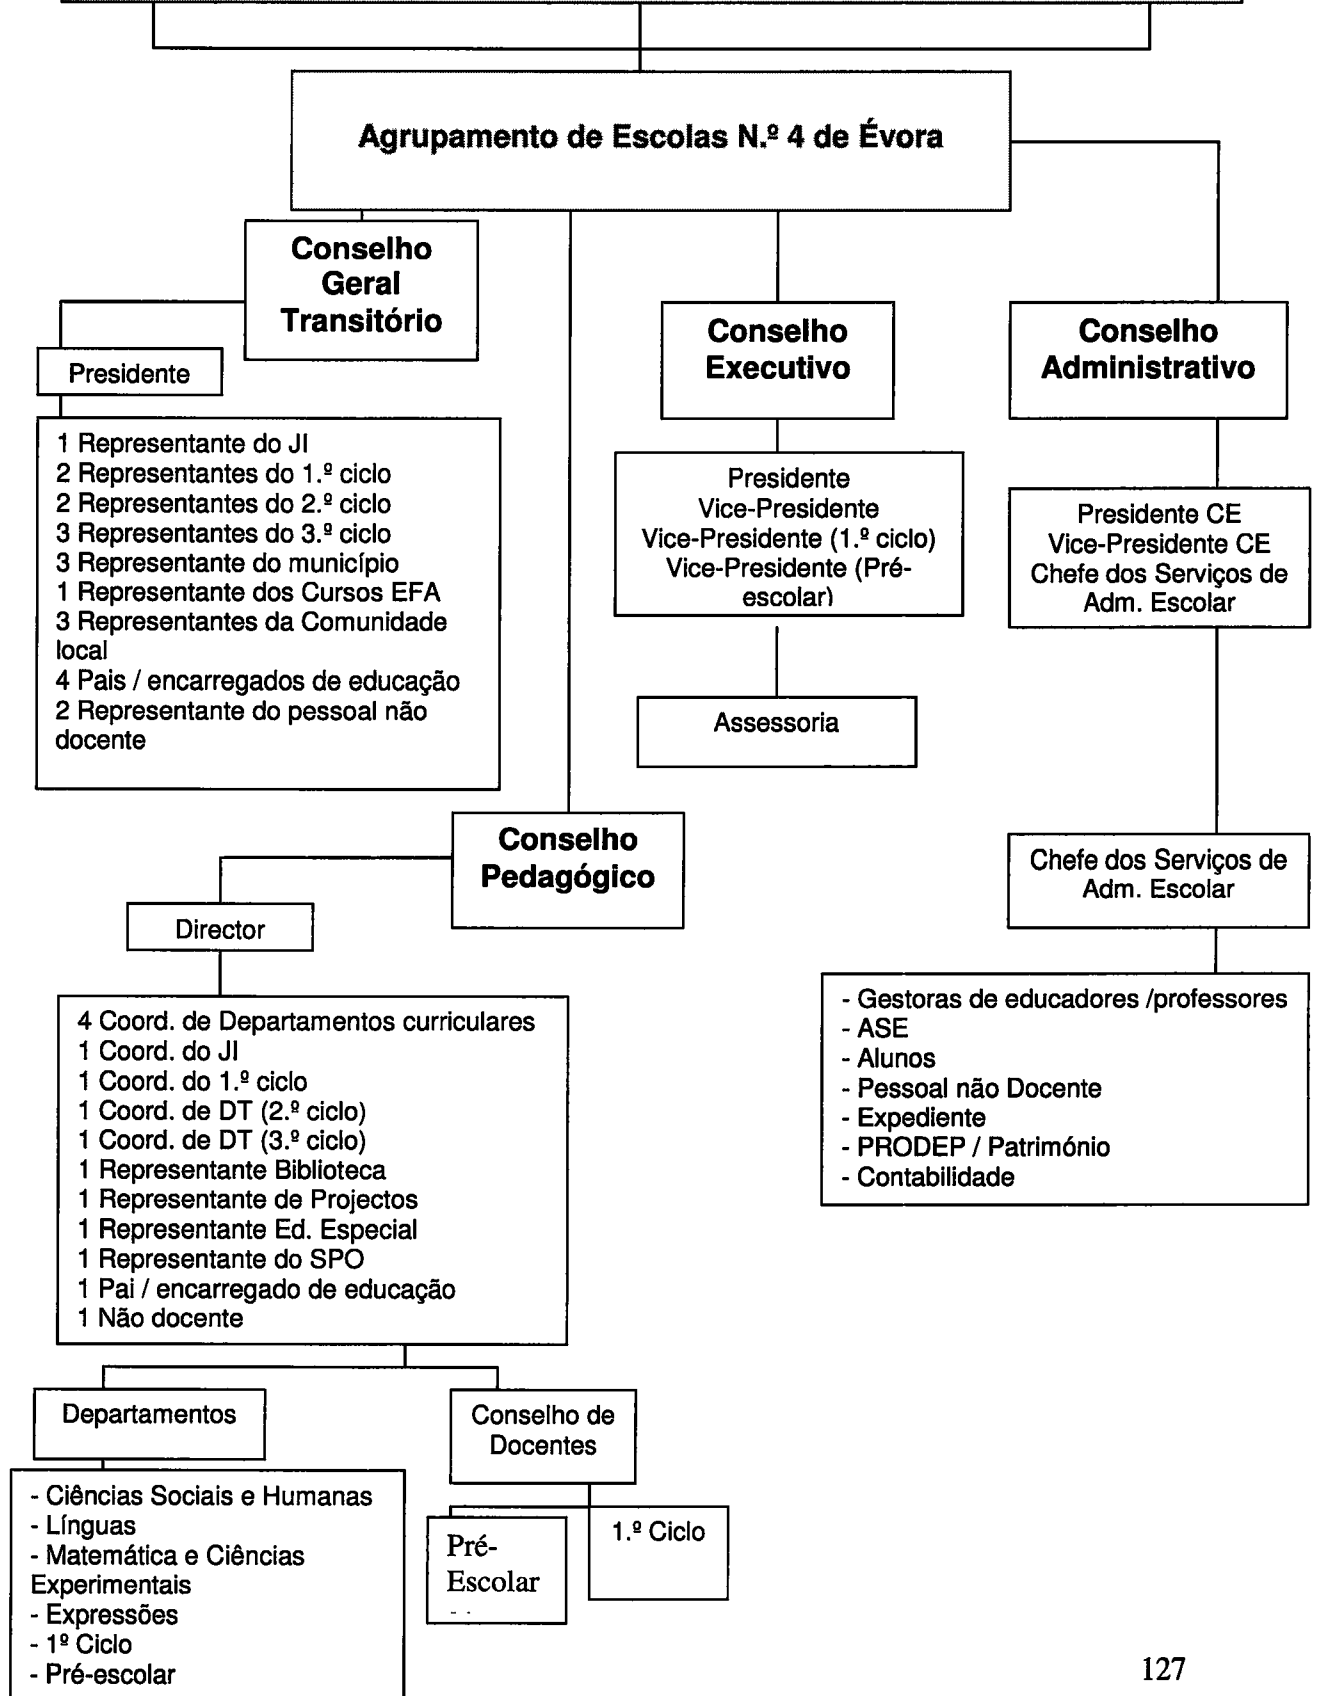 Agrupamento de Escolas N.º 4 de Évora
Conselho
Geral
Transitório
Presidente
1 Representante do JI
2 Representantes do 1.º ciclo
2 Representantes do 2.º ciclo
3 Representantes do 3.º ciclo
3 Representante do município
1 Representante dos Cursos EFA
3 Representantes da Comunidade
local
4 Pais / encarregados de educação
2 Representante do pessoal não
docente
Conselho
Executivo
Presidente
Vice-Presidente
Vice-Presidente (1.º ciclo)
Vice-Presidente (Pré-
escolar)
Assessoria
Conselho
Administrativo
Presidente CE
Vice-Presidente CE
Chefe dos Serviços de
Adm. Escolar
Chefe dos Serviços de
Adm. Escolar
- Gestoras de educadores /professores
- ASE
- Alunos
- Pessoal não Docente
- Expediente
- PRODEP / Património
- Contabilidade
Conselho
Pedagógico
Director
4 Coord. de Departamentos curriculares
1 Coord. do JI
1 Coord. do 1.º ciclo
1 Coord. de DT (2.º ciclo)
1 Coord. de DT (3.º ciclo)
1 Representante Biblioteca
1 Representante de Projectos
1 Representante Ed. Especial
1 Representante do SPO
1 Pai / encarregado de educação
1 Não docente
Departamentos
- Ciências Sociais e Humanas
- Línguas
- Matemática e Ciências
Experimentais
- Expressões
- 1º Ciclo
- Pré-escolar
Conselho de
Docentes
Pré-
Escolar
1.º Ciclo
127